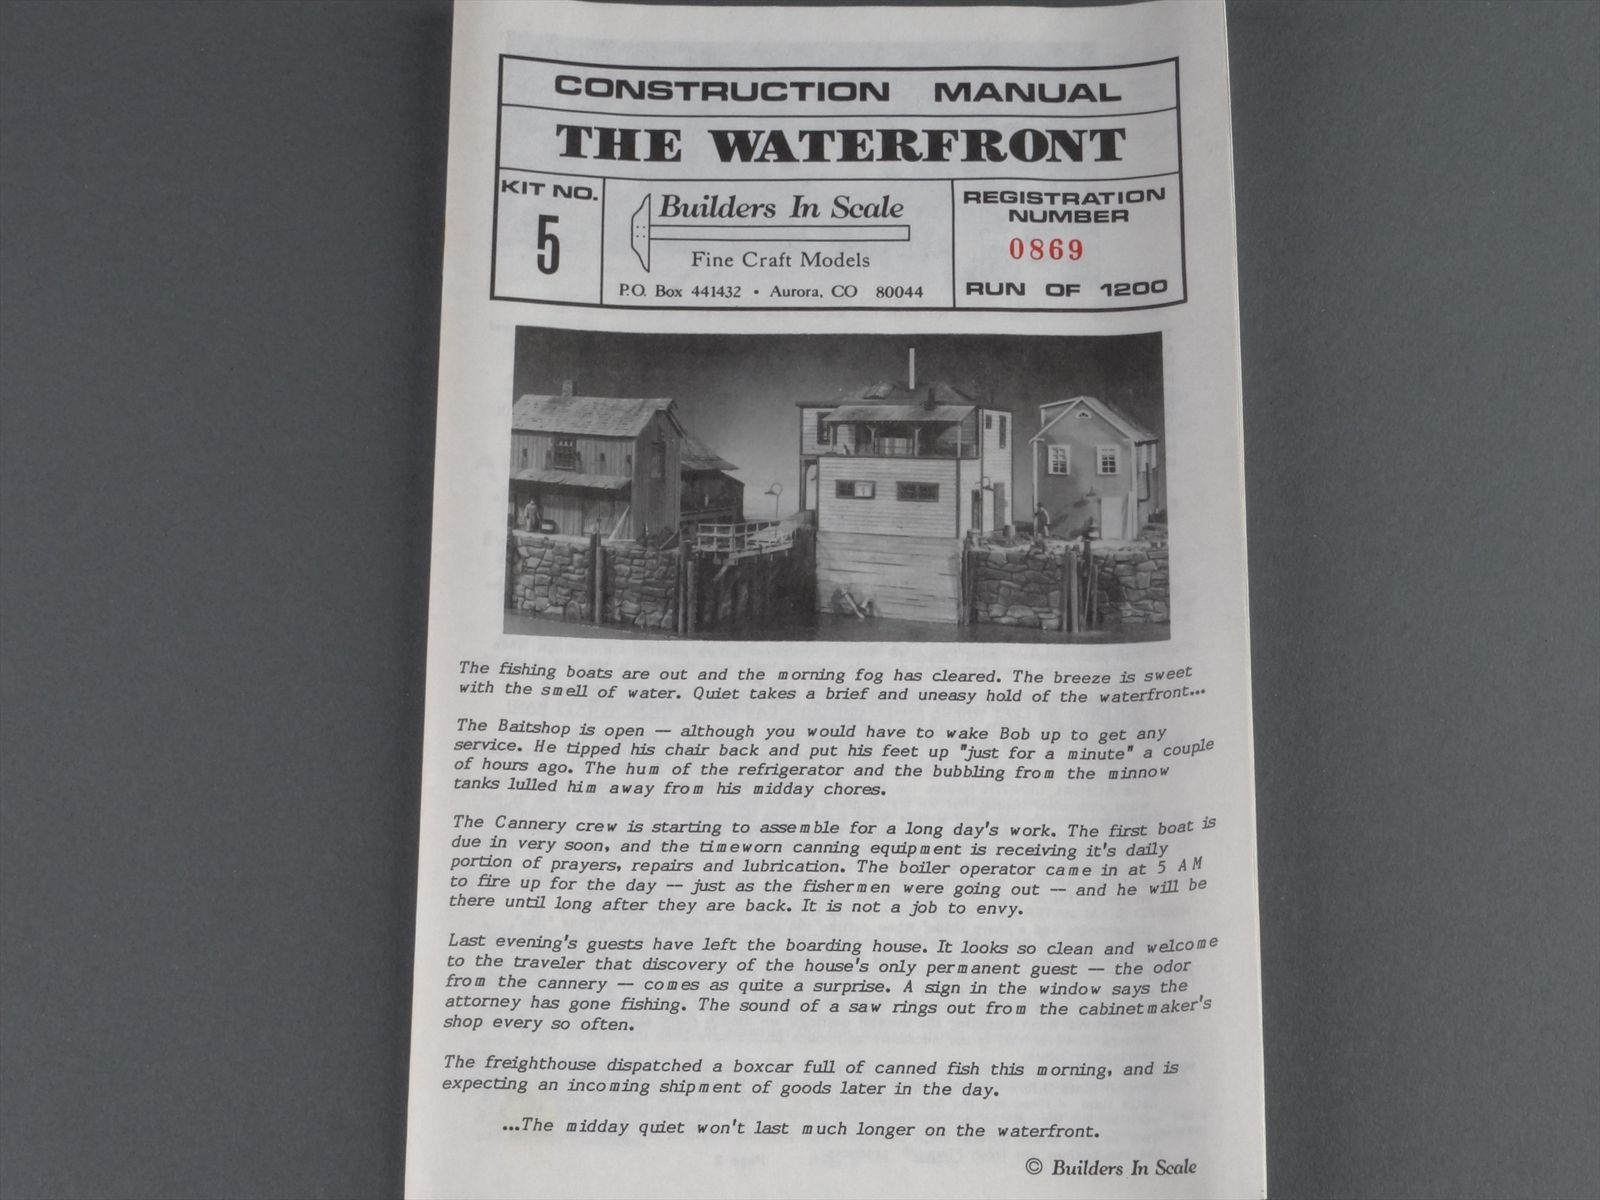 CONSTRUCTION MANUAL
THE WATERFRONT
KIT NO.
5
Builders In Scale
Fine Craft Models
P.O. Box 441432 • Aurora, CO 80044
REGISTRATION
NUMBER
0869
RUN OF 1200
The fishing boats are out and the morning fog has cleared. The breeze is sweet
with the smell of water. Quiet takes a brief and uneasy hold of the waterfront...
The Baitshop is open — although you would have to wake Bob up to get any
service. He tipped his chair back and put his feet up "just for a minute" a couple
of hours ago. The hum of the refrigerator and the bubbling from the minnow
tanks lulled him away from his midday chores.
The Cannery crew is starting to assemble for a long day's work. The first boat is
due in very soon, and the timeworn canning equipment is receiving it's daily
portion of prayers, repairs and lubrication. The boiler operator came in at 5 AM
to fire up for the day -- just as the fishermen were going out -- and he will be
there until long after they are back. It is not a job to envy.
Last evening's guests have left the boarding house. It looks so clean and welcome
to the traveler that discovery of the house's only permanent guest — the odor
from the cannery — comes as quite a surprise. A sign in the window says the
attorney has gone fishing. The sound of a saw rings out from the cabinetmaker's
shop every so often.
The freighthouse dispatched a boxcar full of canned fish this morning, and is
expecting an incoming shipment of goods later in the day.
...The midday quiet won't last much longer on the waterfront.
© Builders In Scale